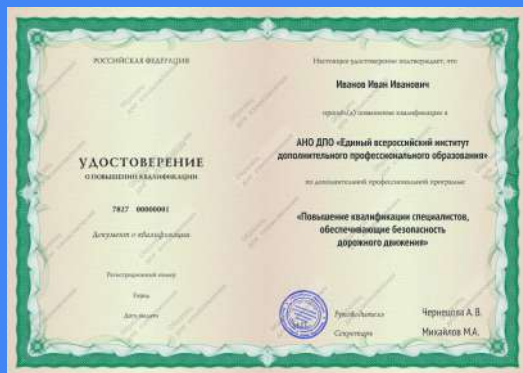 РОССИЙСКАЯ ФЕДЕРАЦИЯ
УДОСТОВЕРЕНИЕ
О ПОВЫШЕНИИ КВАЛИФИКАЦИИ
7827 00000001
Документ о квалификации
Регистрационный номер
Город
Дата выдачи
Настоящее удостоверение подтверждает, что
Иванов Иван Иванович
прошёл(а) повышение квалификации в
АНО ДПО «Единый всероссийский институт
дополнительного профессионального образования»
по дополнительной профессиональной программе
«Повышение квалификации специалистов,
обеспечивающие безопасность
дорожного движения»
Руководитель
Секретарь Михайлов М.А.